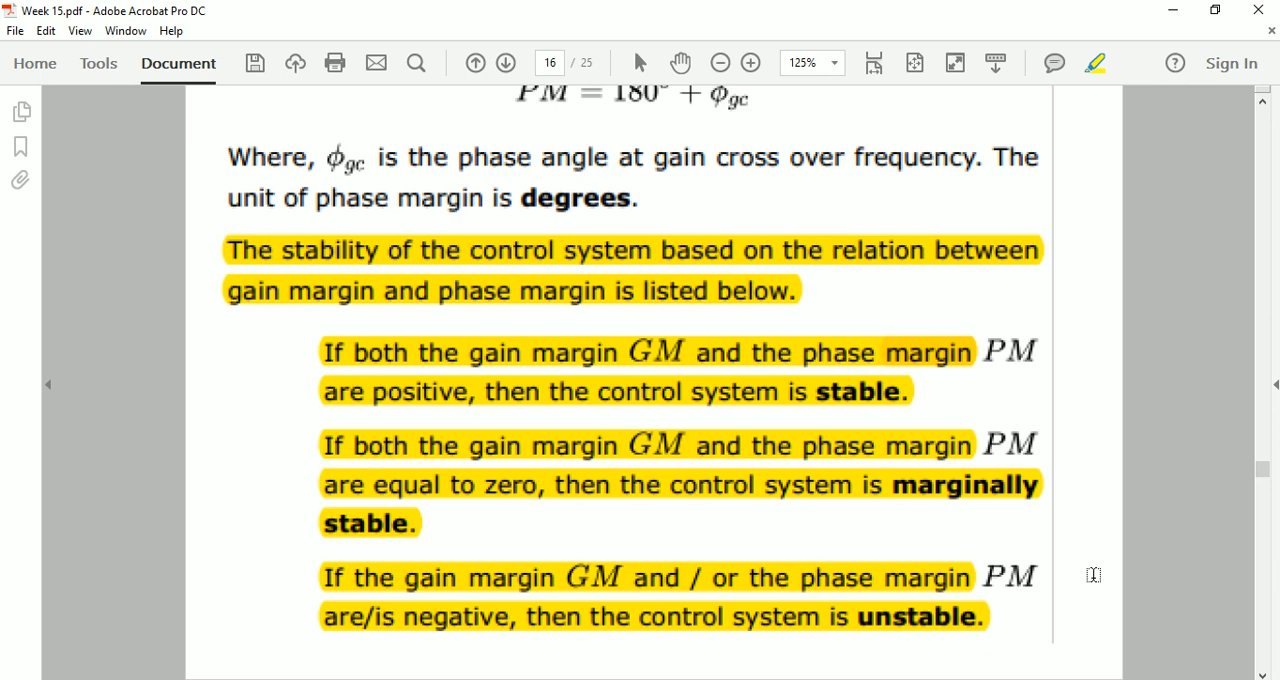 Week 15.pdf - Adobe Acrobat Pro DC
File Edit View Window Help
Home Tools Document 16 / 25 125% Sign In
PM = 180° + ϕgc
Where, ϕgc is the phase angle at gain cross over frequency. The
unit of phase margin is degrees.
The stability of the control system based on the relation between
gain margin and phase margin is listed below.
If both the gain margin GM and the phase margin PM
are positive, then the control system is stable.
If both the gain margin GM and the phase margin PM
are equal to zero, then the control system is marginally
stable.
If the gain margin GM and / or the phase margin PM
are/is negative, then the control system is unstable.